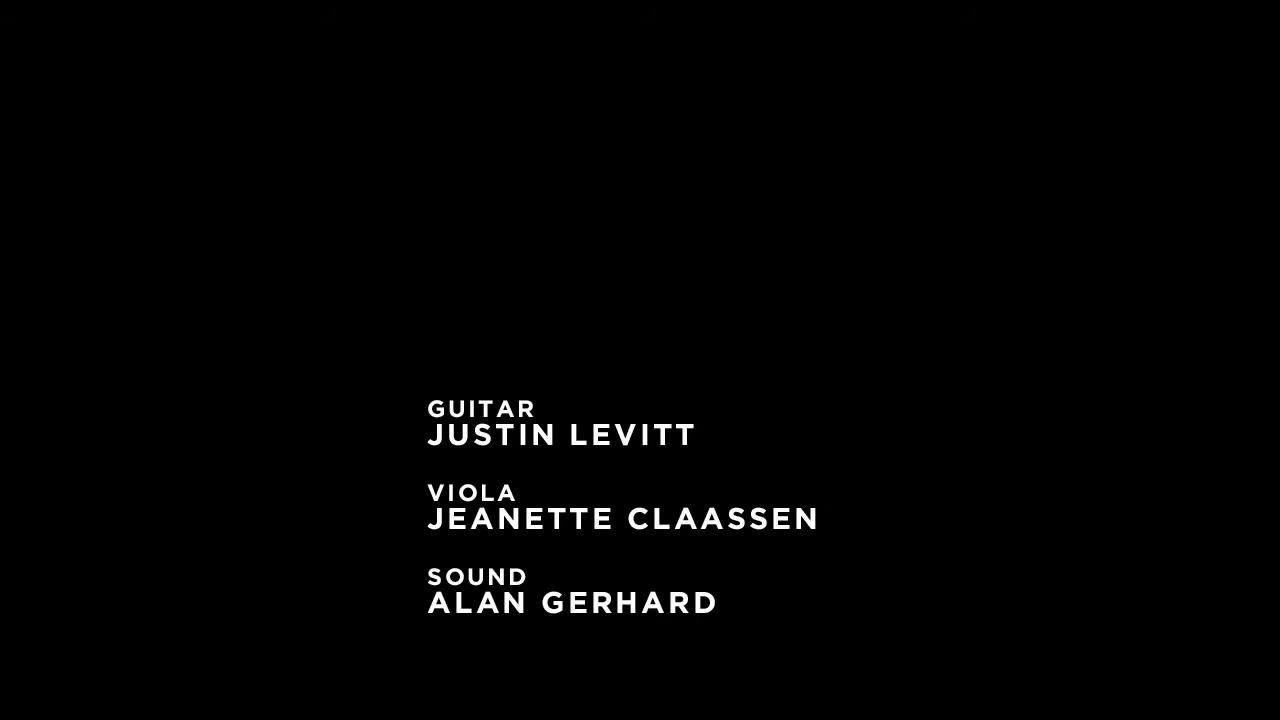 GUITAR
JUSTIN LEVITT
VIOLA
JEANETTE CLAASSEN
SOUND
ALAN GERHARD